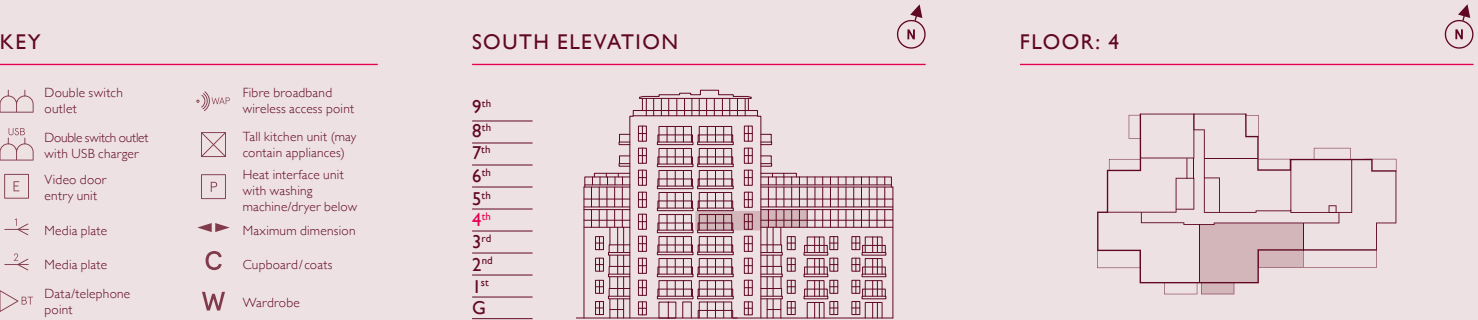 KEY
Double switch
outlet
USB
Double switch outlet
with USB charger
E
Video door
entry unit
1
Media plate
2
Media plate
BT
Data/telephone
point
WAP
Fibre broadband
wireless access point
Tall kitchen unit (may
contain appliances)
P
Heat interface unit
with washing
machine/dryer below
Maximum dimension
C
Cupboard/coats
W
Wardrobe
SOUTH ELEVATION
N
9th
8th
7th
6th
5th
4th
3rd
2nd
1st
G
FLOOR: 4
N